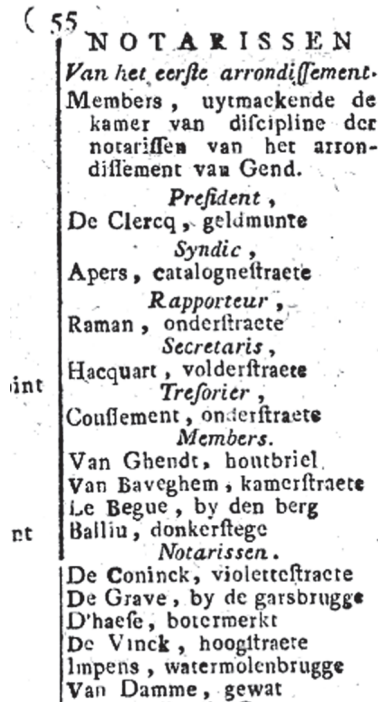 ( 55
NOTARISSEN
Van het eerſte arrondiſſement.
Members, uytmackende de
kamer van diſcipline der
notariſſen van het arron-
diſſement van Gend.
Preſident,
De Clercq, geldmunte
Syndic,
Apers, catalogneſtraete
Rapporteur,
Raman, onderſtraete
Secretaris,
Hacquart, volderſtraete
oint
Treſorier,
Couſſement, onderſtraete
Members.
Van Ghendt, houtbriel.
Van Baveghem, kamerſtraete
Le Begue, by den berg
nt
Balliu, donkerſtege
Notarissen.
De Coninck, violetteſtraete
De Grave, by de garsbrugge
D'haeſe, botermerkt
De Vinck, hoogſtraete
Impens, watermolenbrugge
Van Damme, gewat